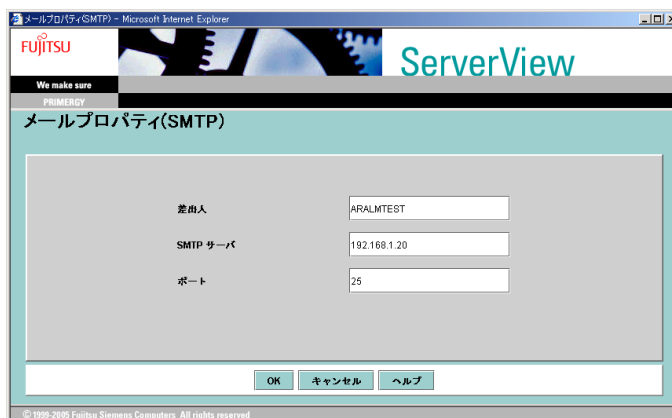 メールプロパティ(SMTP) - Microsoft Internet Explorer
FUJITSU
ServerView
We make sure
PRIMERGY
メールプロパティ(SMTP)
差出人 ARALMTEST
SMTP サーバ 192.168.1.20
ポート 25
OK キャンセル ヘルプ
© 1999-2005 Fujitsu Siemens Computers All rights reserved